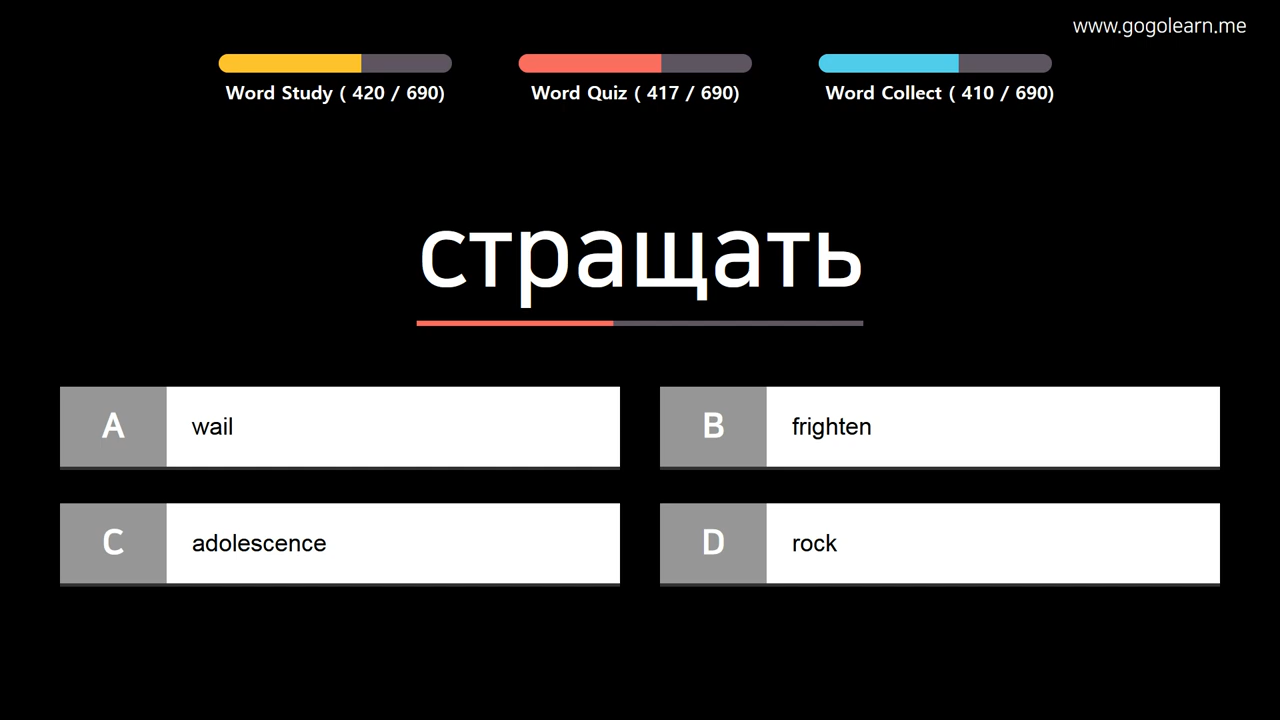 www.gogolearn.me
Word Study ( 420 / 690)
Word Quiz ( 417 / 690)
Word Collect ( 410 / 690)
стращать
A wail
B frighten
C adolescence
D rock